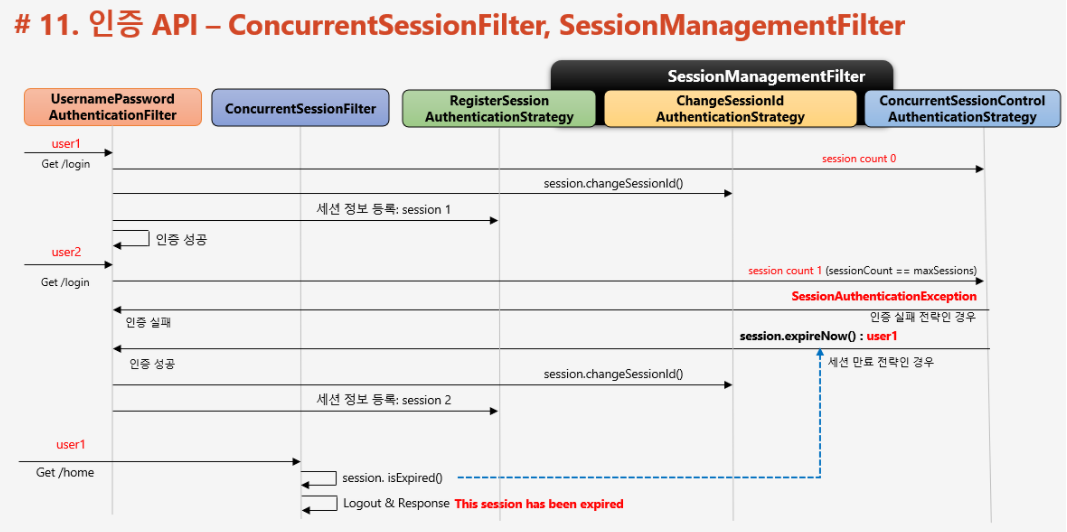 # 11. 인증 API – ConcurrentSessionFilter, SessionManagementFilter
SessionManagementFilter
UsernamePassword
AuthenticationFilter
ConcurrentSessionFilter
RegisterSession
AuthenticationStrategy
ChangeSessionId
AuthenticationStrategy
ConcurrentSessionControl
AuthenticationStrategy
user1
Get /login
session count 0
session.changeSessionId()
세션 정보 등록: session 1
인증 성공
user2
Get /login
session count 1 (sessionCount == maxSessions)
SessionAuthenticationException
인증 실패
인증 실패 전략인 경우
session.expireNow() : user1
인증 성공
세션 만료 전략인 경우
session.changeSessionId()
세션 정보 등록: session 2
user1
Get /home
session. isExpired()
Logout & Response This session has been expired